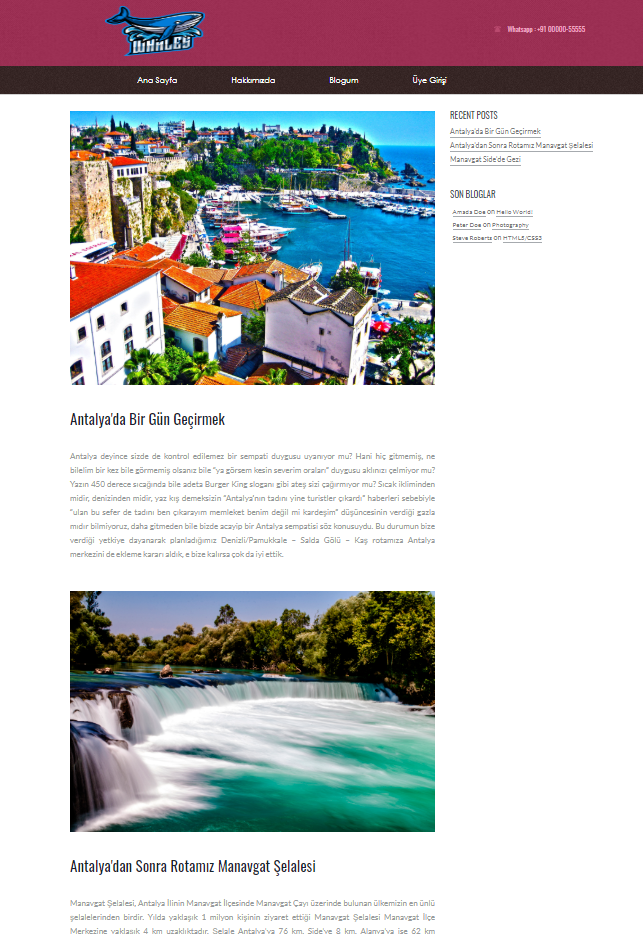 WHALES
Whatsapp : +91 00000-55555
Ana Sayfa
Hakkımızda
Blogum
Üye Girişi
RECENT POSTS
Antalya'da Bir Gün Geçirmek
Antalya'dan Sonra Rotamız Manavgat Şelalesi
Manavgat Side'de Gezi
SON BLOGLAR
Amada Doe on Hello World!
Peter Doe on Photography
Steve Roberts on HTML5/CSS3
Antalya'da Bir Gün Geçirmek
Antalya deyince sizde de kontrol edilemez bir sempati duygusu uyanıyor mu? Hani hiç gitmemiş, ne
bilelim bir kez bile görmemiş olsanız bile "ya görsem kesin severim oraları" duygusu aklınızı çelmiyor mu?
Yazın 450 derece sıcağında bile adeta Burger King sloganı gibi ateş sizi çağırmıyor mu? Sıcak ikliminden
midir, denizinden midir, yaz kış demeksizin "Antalya'nın tadını yine turistler çıkardı" haberleri sebebiyle
"ulan bu sefer de tadını ben çıkarayım memleket benim değil mi kardeşim" düşüncesinin verdiği gazla
mıdır bilmiyoruz, daha gitmeden bile bizde acayip bir Antalya sempatisi söz konusuydu. Bu durumun bize
verdiği yetkiye dayanarak planladığımız Denizli/Pamukkale – Salda Gölü – Kaş rotamıza Antalya
merkezini de ekleme kararı aldık, e bize kalırsa çok da iyi ettik.
Antalya'dan Sonra Rotamız Manavgat Şelalesi
Manavgat Şelalesi, Antalya İlinin Manavgat İlçesinde Manavgat Çayı üzerinde bulunan ülkemizin en ünlü
şelalelerinden birdir. Yılda yaklaşık 1 milyon kişinin ziyaret ettiği Manavgat Şelalesi Manavgat İlçe
Merkezine yaklaşık 4 km uzaklıktadır. Şelale Antalya'ya 76 km, Side'ye 8 km, Alanya'ya ise 62 km